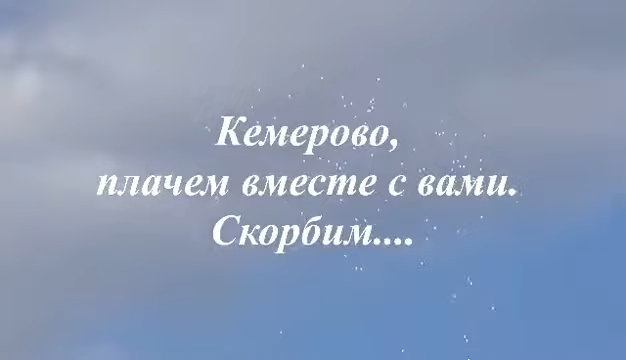 Кемерово,
плачем вместе с вами.
Скорбим....